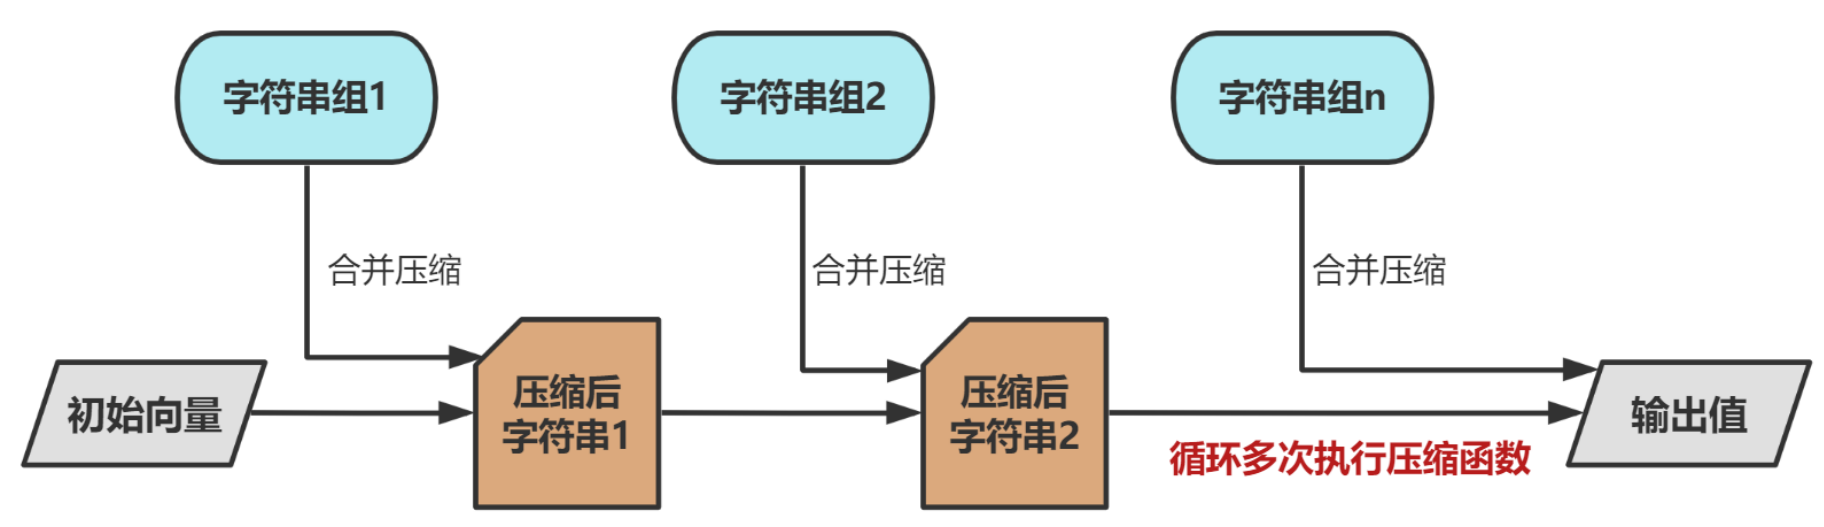 字符串组1
字符串组2
字符串组n
合并压缩
合并压缩
合并压缩
初始向量
压缩后
字符串1
压缩后
字符串2
输出值
循环多次执行压缩函数